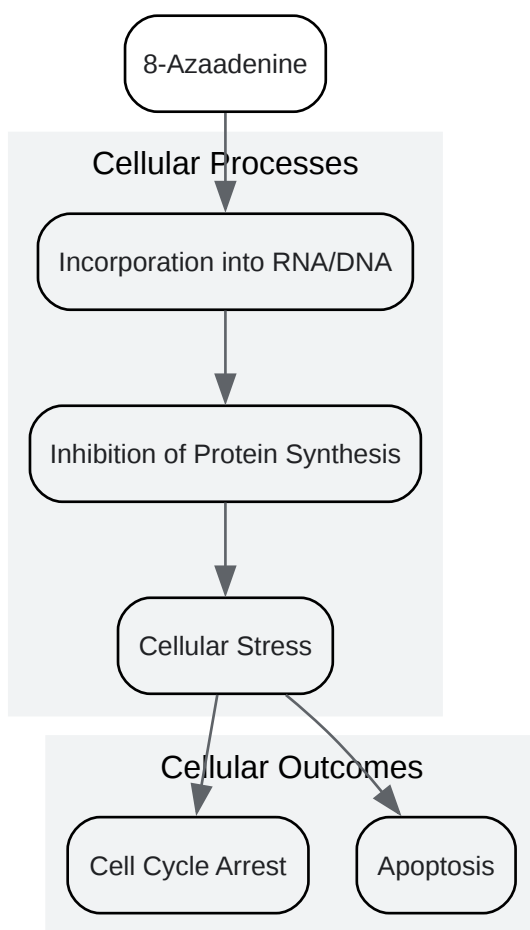 8-Azaadenine
Cellular Processes
Incorporation into RNA/DNA
Inhibition of Protein Synthesis
Cellular Stress
Cellular Outcomes
Cell Cycle Arrest
Apoptosis